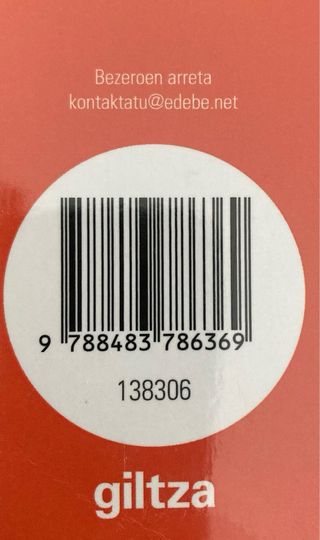 Bezeroen arreta
kontaktatu@edebe.net
9 788483 786369
138306
giltza